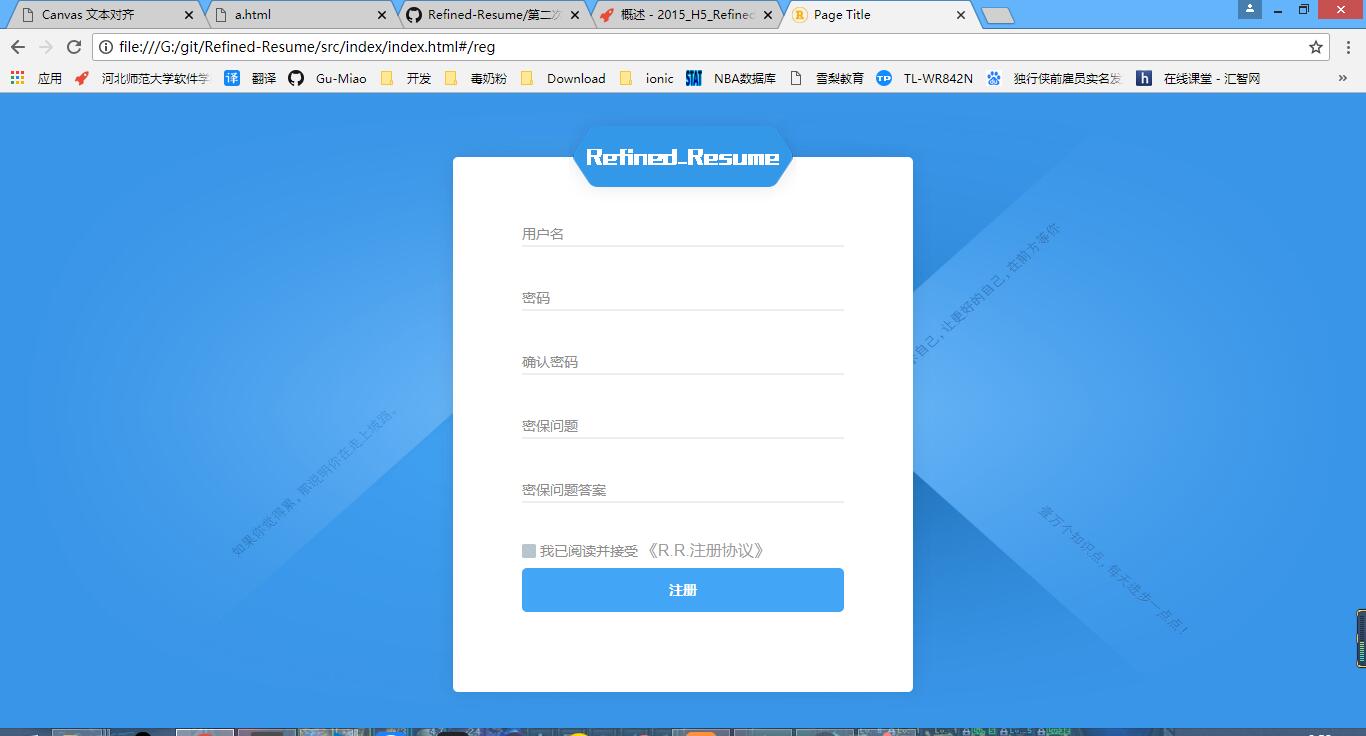 Canvas 文本对齐
a.html
Refined-Resume/第二次
概述 - 2015_H5_Refined
Page Title
file:///G:/git/Refined-Resume/src/index/index.html#/reg
应用 河北师范大学软件学 译 翻译 Gu-Miao 开发 毒奶粉 Download ionic STAT NBA数据库 雪梨教育 TP TL-WR842N 独行侠前雇员实名发 h 在线课堂 - 汇智网 »
Refined_Resume
用户名
密码
确认密码
密保问题
密保问题答案
我已阅读并接受 《R.R.注册协议》
注册
如果你觉得累，那说明你在走上坡路。
自己，让更好的自己，在前方等你
壹万个知识点，每天进步一点点！